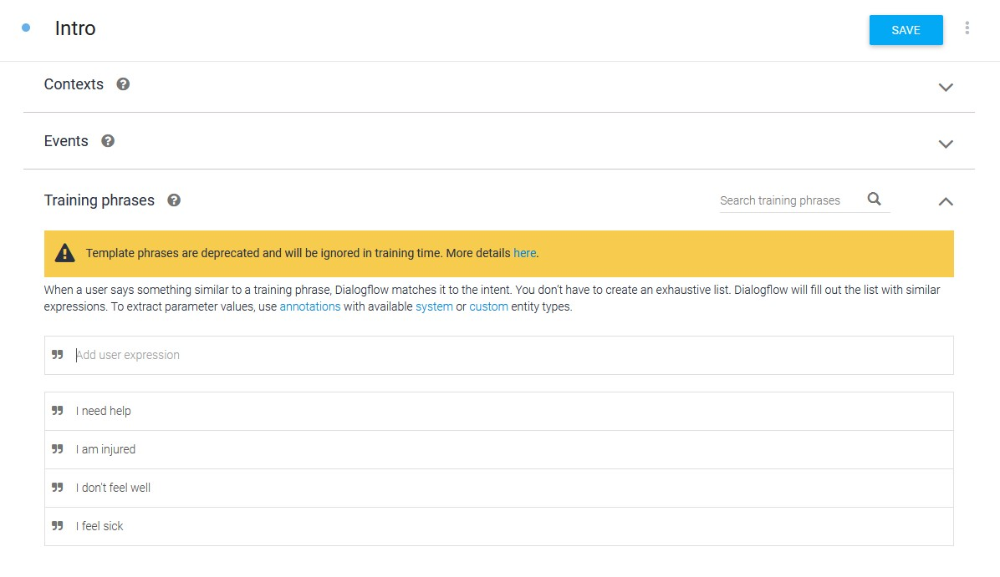 Intro
SAVE
Contexts ?
Events ?
Training phrases ?
Search training phrases
Template phrases are deprecated and will be ignored in training time. More details here.
When a user says something similar to a training phrase, Dialogflow matches it to the intent. You don't have to create an exhaustive list. Dialogflow will fill out the list with similar
expressions. To extract parameter values, use annotations with available system or custom entity types.
Add user expression
I need help
I am injured
I don't feel well
I feel sick